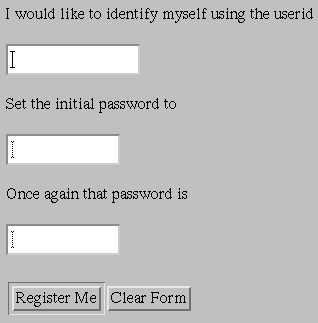 I would like to identify myself using the userid
Set the initial password to
Once again that password is
Register Me Clear Form